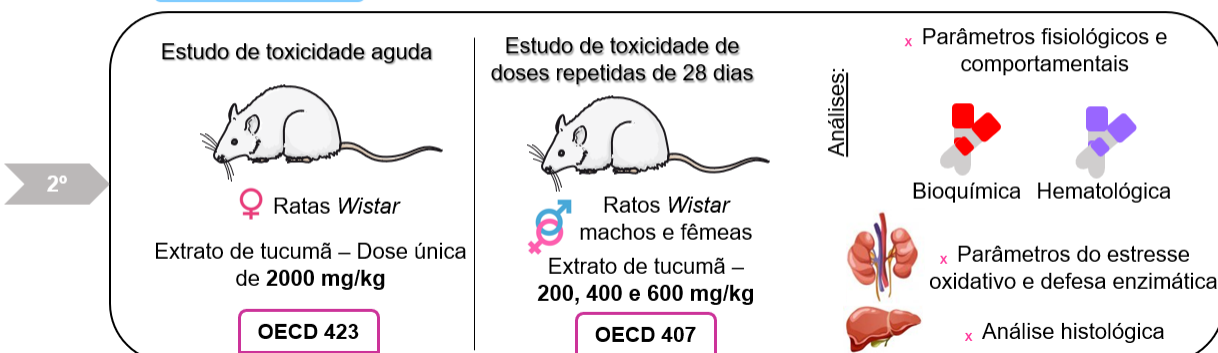 2º
Estudo de toxicidade aguda
Ratas Wistar
Extrato de tucumã – Dose única
de 2000 mg/kg
OECD 423
Estudo de toxicidade de
doses repetidas de 28 dias
Ratos Wistar
machos e fêmeas
Extrato de tucumã –
200, 400 e 600 mg/kg
OECD 407
Análises:
x Parâmetros fisiológicos e
comportamentais
Bioquímica Hematológica
x Parâmetros do estresse
oxidativo e defesa enzimática
x Análise histológica